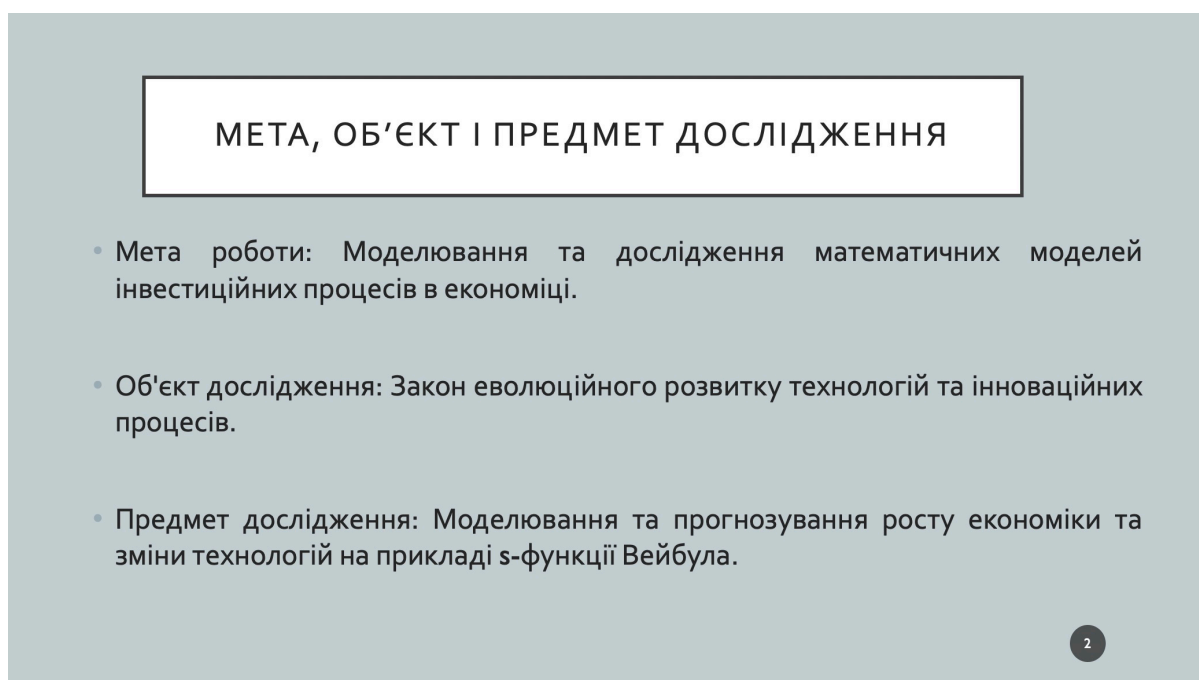 МЕТА, ОБ’ЄКТ І ПРЕДМЕТ ДОСЛІДЖЕННЯ
• Мета роботи: Моделювання та дослідження математичних моделей
інвестиційних процесів в економіці.
• Об'єкт дослідження: Закон еволюційного розвитку технологій та інноваційних
процесів.
• Предмет дослідження: Моделювання та прогнозування росту економіки та
зміни технологій на прикладі s-функції Вейбула.
2